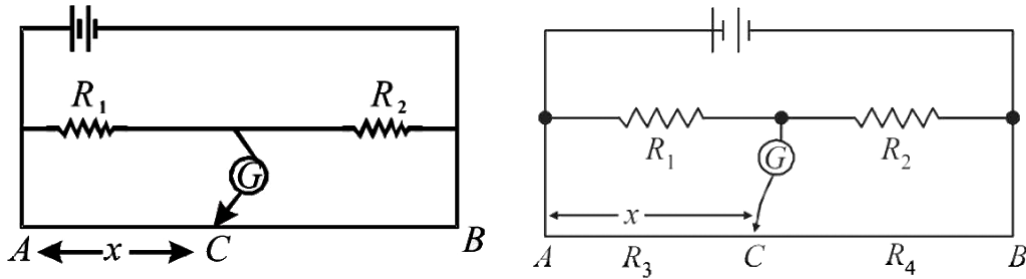 R₁ R₂
G
A x C B
R₁ R₂
G
x
A R₃ C R₄ B